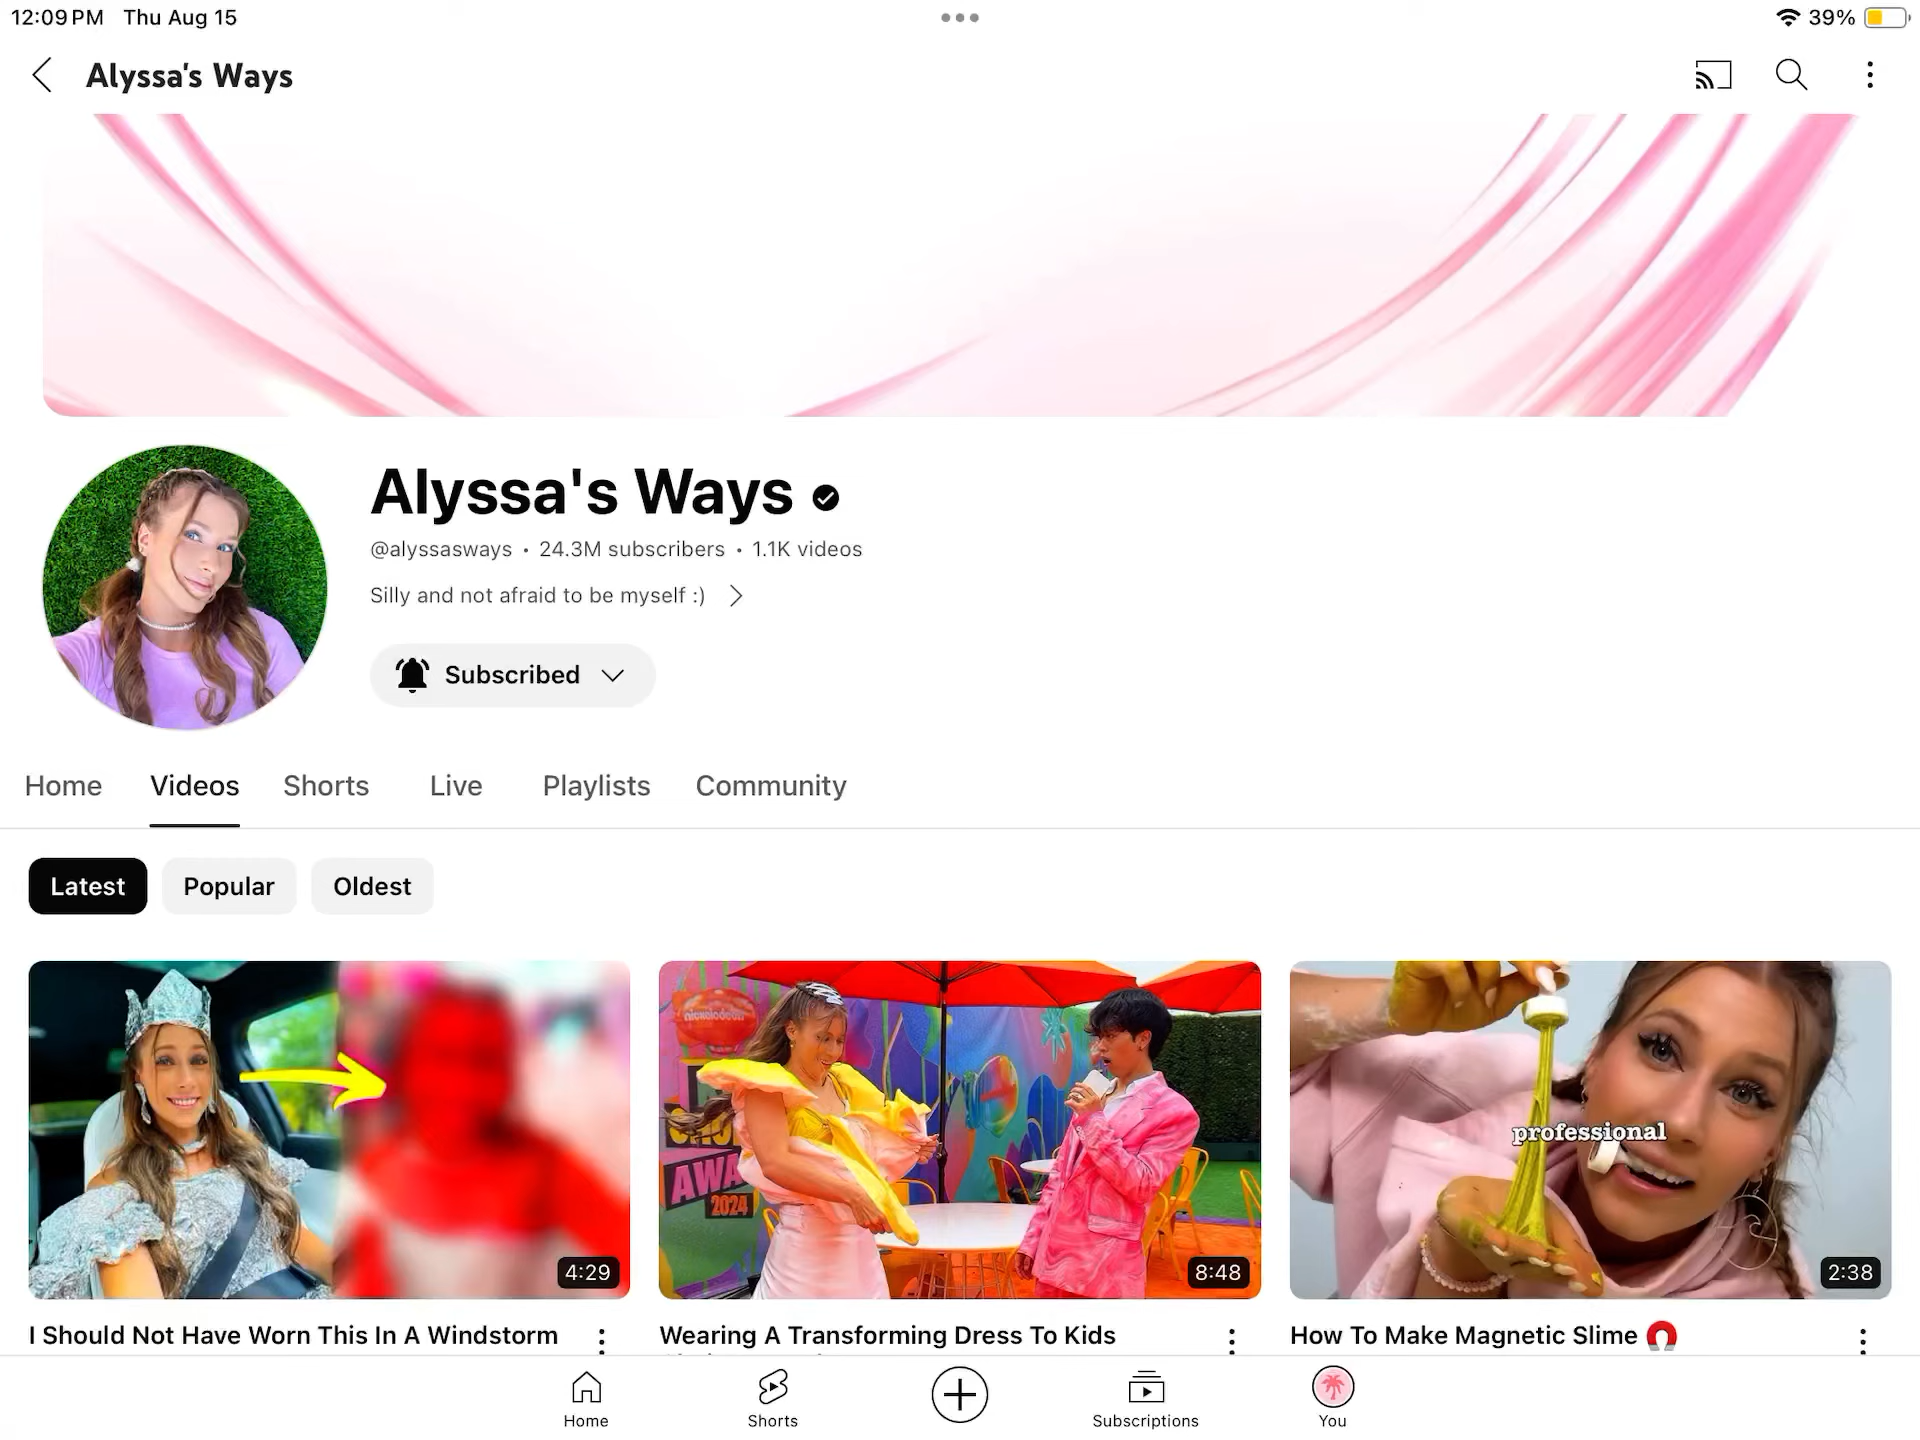 12:09 PM Thu Aug 15
39%
Alyssa's Ways
Alyssa's Ways
@alyssasways • 24.3M subscribers • 1.1K videos
Silly and not afraid to be myself :)
Subscribed
Home Videos Shorts Live Playlists Community
Latest Popular Oldest
nickelodeon
AWA
2024
professional
4:29
8:48
2:38
I Should Not Have Worn This In A Windstorm
Wearing A Transforming Dress To Kids
How To Make Magnetic Slime 🧲
Home Shorts Subscriptions You